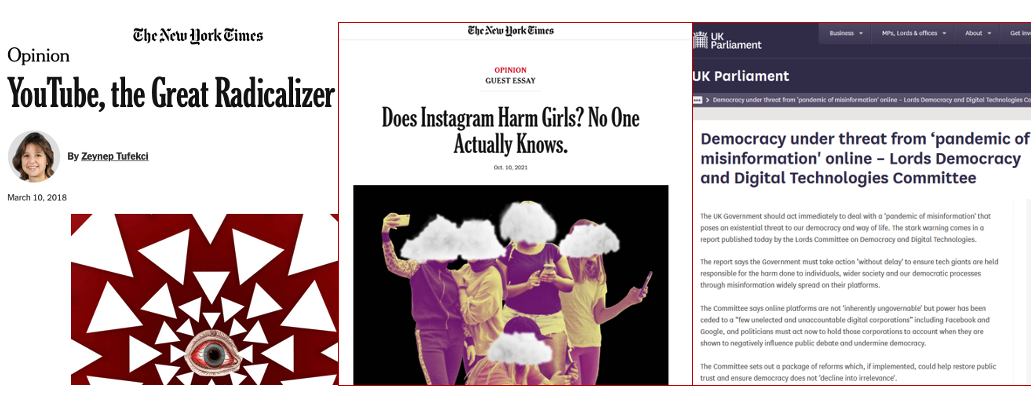 The New York Times
Opinion
YouTube, the Great Radicalizer
By Zeynep Tufekci
March 10, 2018
The New York Times
OPINION
GUEST ESSAY
Does Instagram Harm Girls? No One
Actually Knows.
Oct. 10, 2021
UK
Parliament
Business
MPs, Lords & offices
About
Get inv
UK Parliament
Democracy under threat from 'pandemic of misinformation' online – Lords Democracy and Digital Technologies Co
Democracy under threat from ‘pandemic of
misinformation' online – Lords Democracy
and Digital Technologies Committee
The UK Government should act immediately to deal with a 'pandemic of misinformation' that
poses an existential threat to our democracy and way of life. The stark warning comes in a
report published today by the Lords Committee on Democracy and Digital Technologies.
The report says the Government must take action 'without delay' to ensure tech giants are held
responsible for the harm done to individuals, wider society and our democratic processes
through misinformation widely spread on their platforms.
The Committee says online platforms are not 'inherently ungovernable' but power has been
ceded to a "few unelected and unaccountable digital corporations" including Facebook and
Google, and politicians must act now to hold those corporations to account when they are
shown to negatively influence public debate and undermine democracy.
The Committee sets out a package of reforms which, if implemented, could help restore public
trust and ensure democracy does not 'decline into irrelevance'.